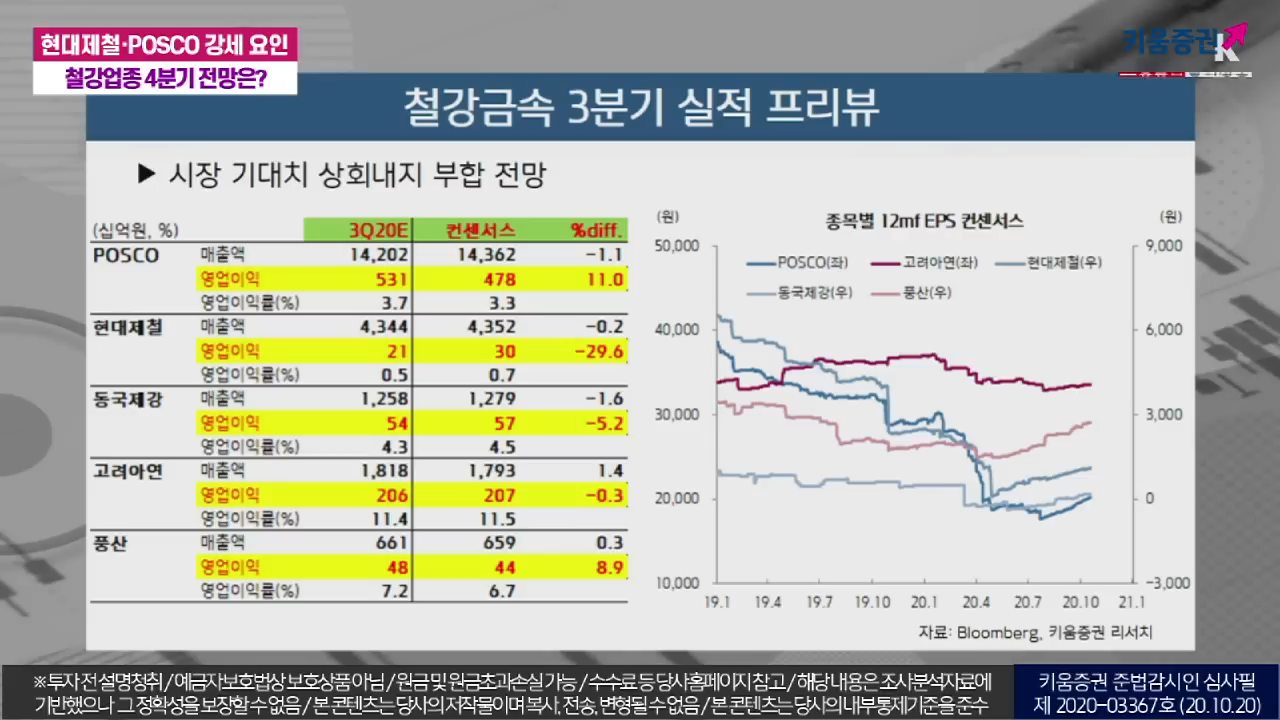 현대제철·POSCO 강세 요인
철강업종 4분기 전망은?
키움증권
철강금속 3분기 실적 프리뷰
▶ 시장 기대치 상회내지 부합 전망
(십억원, %) 3Q20E 컨센서스 %diff.
POSCO 매출액 14,202 14,362 −1.1
영업이익 531 478 11.0
영업이익률(%) 3.7 3.3
현대제철 매출액 4,344 4,352 −0.2
영업이익 21 30 −29.6
영업이익률(%) 0.5 0.7
동국제강 매출액 1,258 1,279 −1.6
영업이익 54 57 −5.2
영업이익률(%) 4.3 4.5
고려아연 매출액 1,818 1,793 1.4
영업이익 206 207 −0.3
영업이익률(%) 11.4 11.5
풍산 매출액 661 659 0.3
영업이익 48 44 8.9
영업이익률(%) 7.2 6.7
(원) 종목별 12mf EPS 컨센서스 (원)
50,000 9,000
POSCO(좌) 고려아연(좌) 현대제철(우)
동국제강(우) 풍산(우)
40,000 6,000
30,000 3,000
20,000 0
10,000 −3,000
19.1 19.4 19.7 19.10 20.1 20.4 20.7 20.10 21.1
자료: Bloomberg, 키움증권 리서치
※ 투자 전 설명청취 / 예금자보호법상 보호상품 아님 / 원금 및 원금초과손실 가능 / 수수료 등 당사홈페이지 참고 / 해당 내용은 조사분석자료에
기반했으나 그 정확성을 보장할 수 없음 / 본 콘텐츠는 당사의 저작물이며 복사, 전송, 변형될 수 없음 / 본 콘텐츠는 당사의 내부통제기준을 준수
키움증권 준법감시인 심사필
제 2020-03367호 (20.10.20)